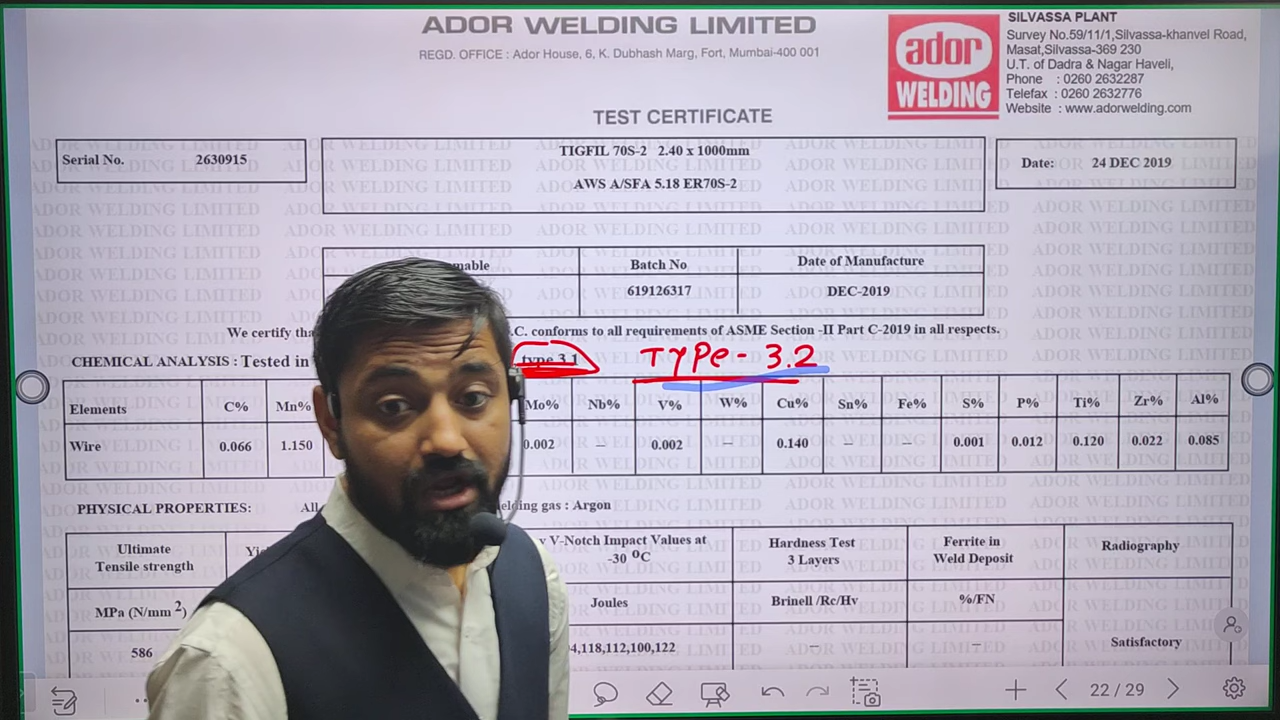 ADOR WELDING LIMITED
REGD. OFFICE : Ador House, 6, K. Dubhash Marg, Fort, Mumbai-400 001
ador
WELDING
SILVASSA PLANT
Survey No.59/11/1,Silvassa-khanvel Road,
Masat,Silvassa-369 230
U.T. of Dadra & Nagar Haveli,
Phone : 0260 2632287
Telefax : 0260 2632776
Website : www.adorwelding.com
TEST CERTIFICATE
Serial No. 2630915
TIGFIL 70S-2 2.40 x 1000mm
AWS A/SFA 5.18 ER70S-2
Date: 24 DEC 2019
Batch No
619126317
Date of Manufacture
DEC-2019
We certify
.C. conforms to all requirements of ASME Section -II Part C-2019 in all respects.
CHEMICAL ANALYSIS : Tested in
type 3.1
TYPE - 3.2
Elements C% Mn% Mo% Nb% V% W% Cu% Sn% Fe% S% P% Ti% Zr% Al%
Wire 0.066 1.150 0.002 — 0.002 — 0.140 — — 0.001 0.012 0.120 0.022 0.085
PHYSICAL PROPERTIES: All
gas : Argon
Ultimate
Tensile strength
MPa (N/mm²)
586
V-Notch Impact Values at
-30 ⁰C
Joules
4,118,112,100,122
Hardness Test
3 Layers
Brinell /Rc/Hv
—
Ferrite in
Weld Deposit
%/FN
—
Radiography
Satisfactory
22 / 29